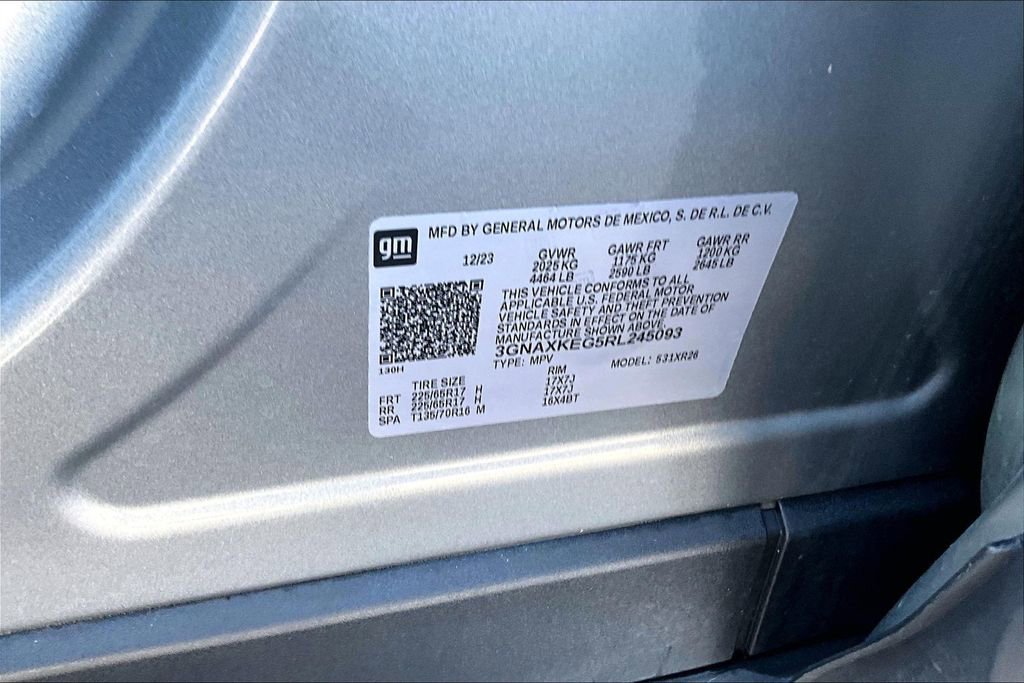 gm
MFD BY GENERAL MOTORS DE MEXICO, S. DE R.L. DE C.V.
12/23 GVWR GAWR FRT GAWR RR
2025 KG 1175 KG 1200 KG
4464 LB 2590 LB 2645 LB
THIS VEHICLE CONFORMS TO ALL
APPLICABLE U.S. FEDERAL MOTOR
VEHICLE SAFETY AND THEFT PREVENTION
STANDARDS IN EFFECT ON THE DATE OF
MANUFACTURE SHOWN ABOVE
3GNAXKEG5RL245093
130H
TYPE: MPV MODEL: 531XR26
TIRE SIZE RIM
FRT 225/65R17 H 17X7J
RR 225/65R17 H 17X7J
SPA T135/70R16 M 16X4BT